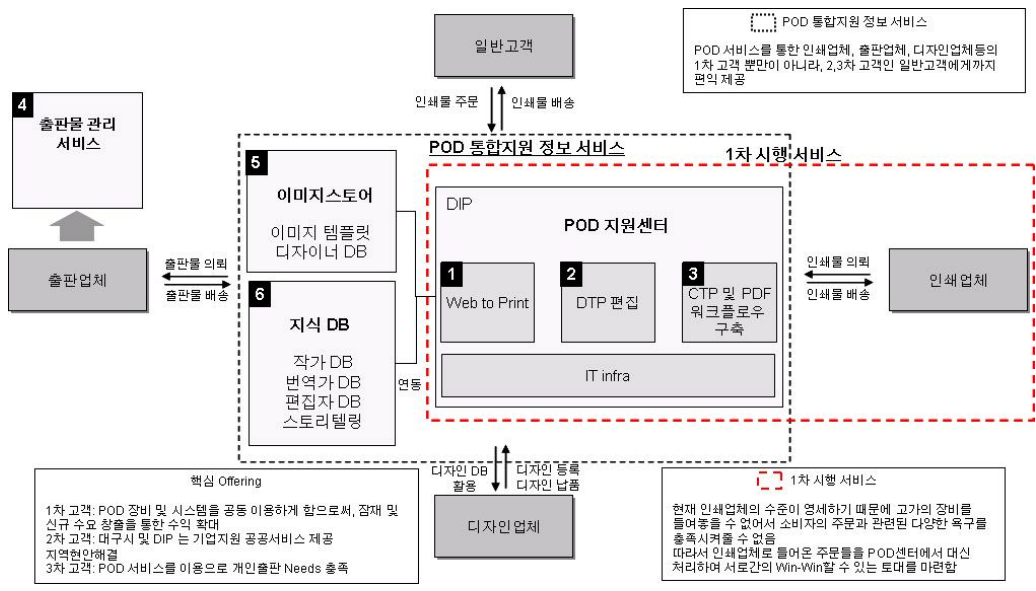 POD 통합지원 정보 서비스
POD 서비스를 통한 인쇄업체, 출판업체, 디자인업체등의
1차 고객 뿐만이 아니라, 2,3차 고객인 일반고객에게까지
편익 제공
일반고객
인쇄물 주문
인쇄물 배송
4
출판물 관리
서비스
POD 통합지원 정보 서비스
1차 시행 서비스
5
이미지스토어
이미지 템플릿
디자이너 DB
DIP
POD 지원센터
1
Web to Print
2
DTP 편집
3
CTP 및 PDF
워크플로우
구축
IT infra
출판업체
출판물 의뢰
출판물 배송
인쇄물 의뢰
인쇄물 배송
인쇄업체
6
지식 DB
작가 DB
번역가 DB
편집자 DB
스토리텔링
연동
디자인 DB
활용
디자인 등록
디자인 납품
디자인업체
핵심 Offering
1차 고객: POD 장비 및 시스템을 공동 이용하게 함으로써, 잠재 및
신규 수요 창출을 통한 수익 확대
2차 고객: 대구시 및 DIP 는 기업지원 공공서비스 제공
지역현안해결
3차 고객: POD 서비스를 이용으로 개인출판 Needs 충족
1차 시행 서비스
현재 인쇄업체의 수준이 영세하기 때문에 고가의 장비를
들여놓을 수 없어서 소비자의 주문과 관련된 다양한 욕구를
충족시켜줄 수 없음
따라서 인쇄업체로 들어온 주문들을 POD센터에서 대신
처리하여 서로간의 Win-Win할 수 있는 토대를 마련함